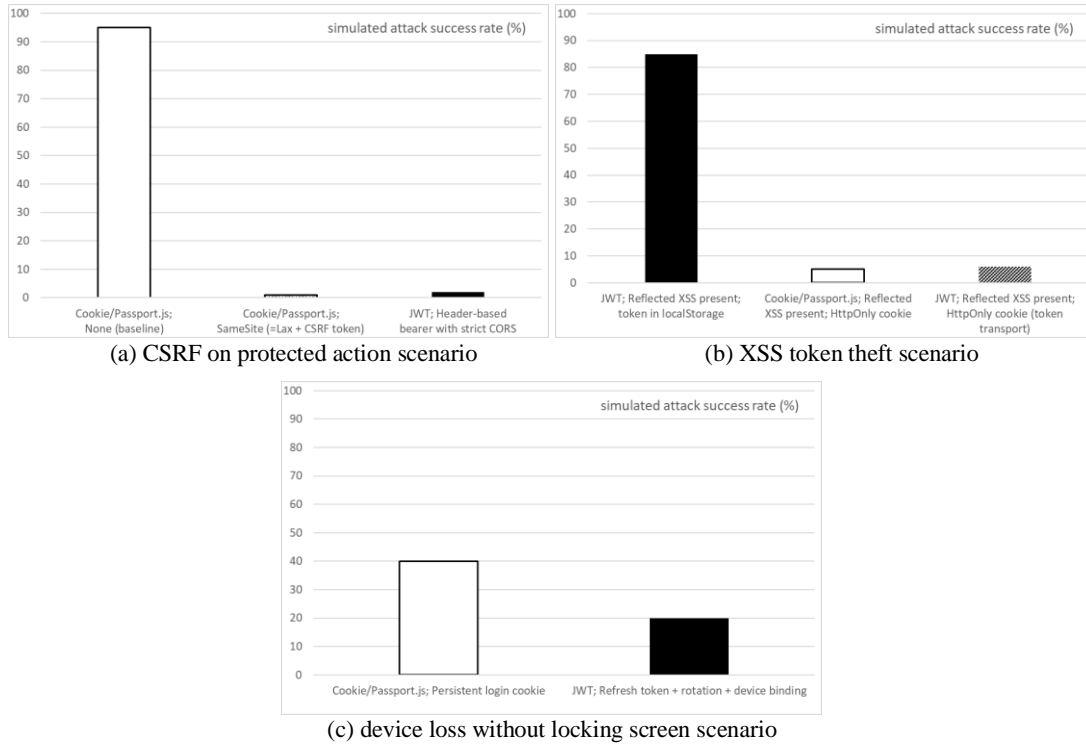 simulated attack success rate (%)
100
90
80
70
60
50
40
30
20
10
0
Cookie/Passport.js;
None (baseline)
Cookie/Passport.js;
SameSite (=Lax + CSRF token)
JWT; Header-based
bearer with strict CORS
(a) CSRF on protected action scenario
simulated attack success rate (%)
100
90
80
70
60
50
40
30
20
10
0
JWT; Reflected XSS present;
token in localStorage
Cookie/Passport.js; Reflected
XSS present; HttpOnly cookie
JWT; Reflected XSS present;
HttpOnly cookie (token
transport)
(b) XSS token theft scenario
simulated attack success rate (%)
100
90
80
70
60
50
40
30
20
10
0
Cookie/Passport.js; Persistent login cookie
JWT; Refresh token + rotation + device binding
(c) device loss without locking screen scenario